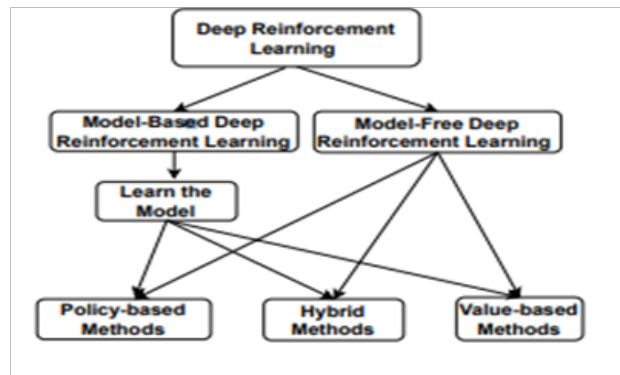 Deep Reinforcement
Learning
Model-Based Deep
Reinforcement Learning
Model-Free Deep
Reinforcement Learning
Learn the
Model
Policy-based
Methods
Hybrid
Methods
Value-based
Methods